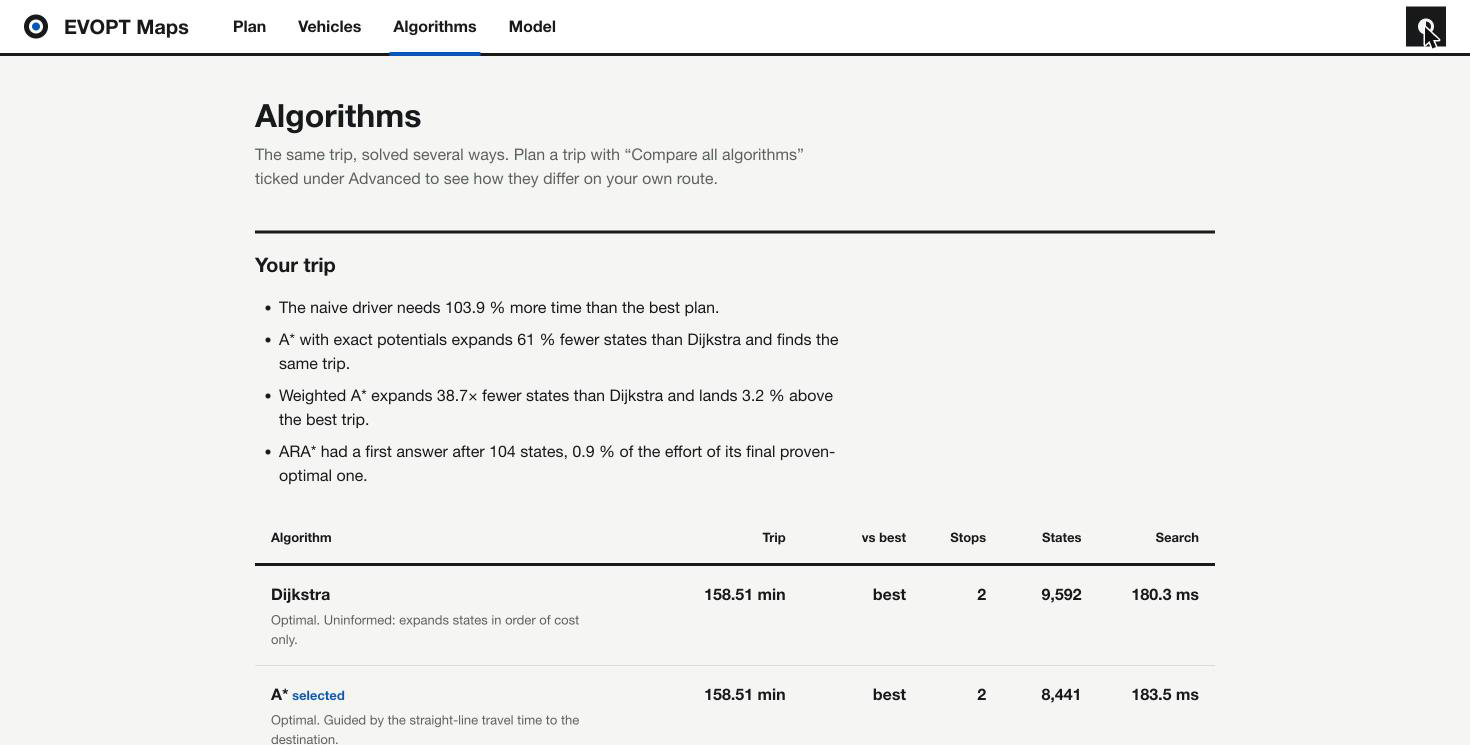 EVOPT Maps
Plan
Vehicles
Algorithms
Model
Algorithms
The same trip, solved several ways. Plan a trip with “Compare all algorithms”
ticked under Advanced to see how they differ on your own route.
Your trip
• The naive driver needs 103.9 % more time than the best plan.
• A* with exact potentials expands 61 % fewer states than Dijkstra and finds the
same trip.
• Weighted A* expands 38.7× fewer states than Dijkstra and lands 3.2 % above
the best trip.
• ARA* had a first answer after 104 states, 0.9 % of the effort of its final proven-
optimal one.
Algorithm Trip vs best Stops States Search
Dijkstra 158.51 min best 2 9,592 180.3 ms
Optimal. Uninformed: expands states in order of cost
only.
A* selected 158.51 min best 2 8,441 183.5 ms
Optimal. Guided by the straight-line travel time to the
destination.